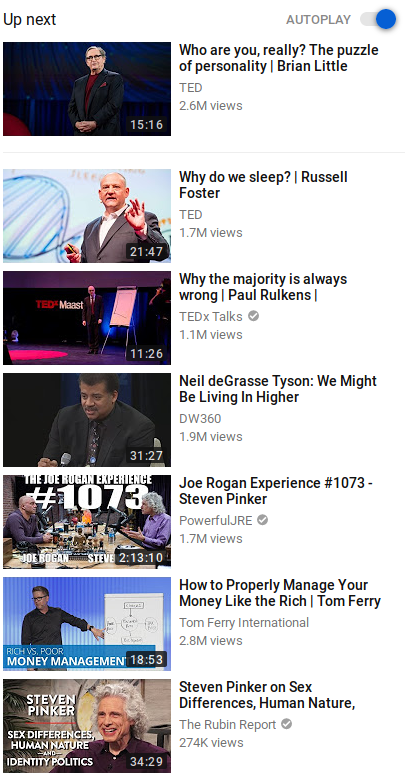 Up next
AUTOPLAY
Who are you, really? The puzzle
of personality | Brian Little
TED
2.6M views
15:16
Why do we sleep? | Russell
Foster
TED
1.7M views
21:47
Why the majority is always
wrong | Paul Rulkens |
TEDx Talks
1.1M views
TEDxMaast
11:26
Neil deGrasse Tyson: We Might
Be Living In Higher
DW360
1.9M views
31:27
Joe Rogan Experience #1073 -
Steven Pinker
PowerfulJRE
1.7M views
THE JOE ROGAN EXPERIENCE
#1073
JOE ROGAN
STEVE
2:13:10
How to Properly Manage Your
Money Like the Rich | Tom Ferry
Tom Ferry International
2.8M views
RICH VS. POOR
MONEY MANAGEMENT
18:53
Steven Pinker on Sex
Differences, Human Nature,
The Rubin Report
274K views
STEVEN
PINKER
SEX DIFFERENCES,
HUMAN NATURE
AND
IDENTITY POLITICS
34:29